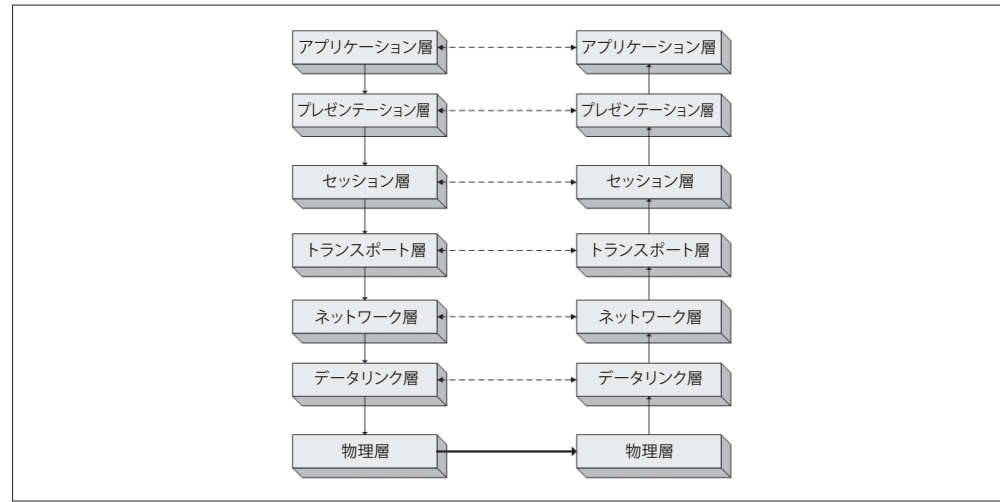 アプリケーション層 アプリケーション層
プレゼンテーション層 プレゼンテーション層
セッション層 セッション層
トランスポート層 トランスポート層
ネットワーク層 ネットワーク層
データリンク層 データリンク層
物理層 物理層